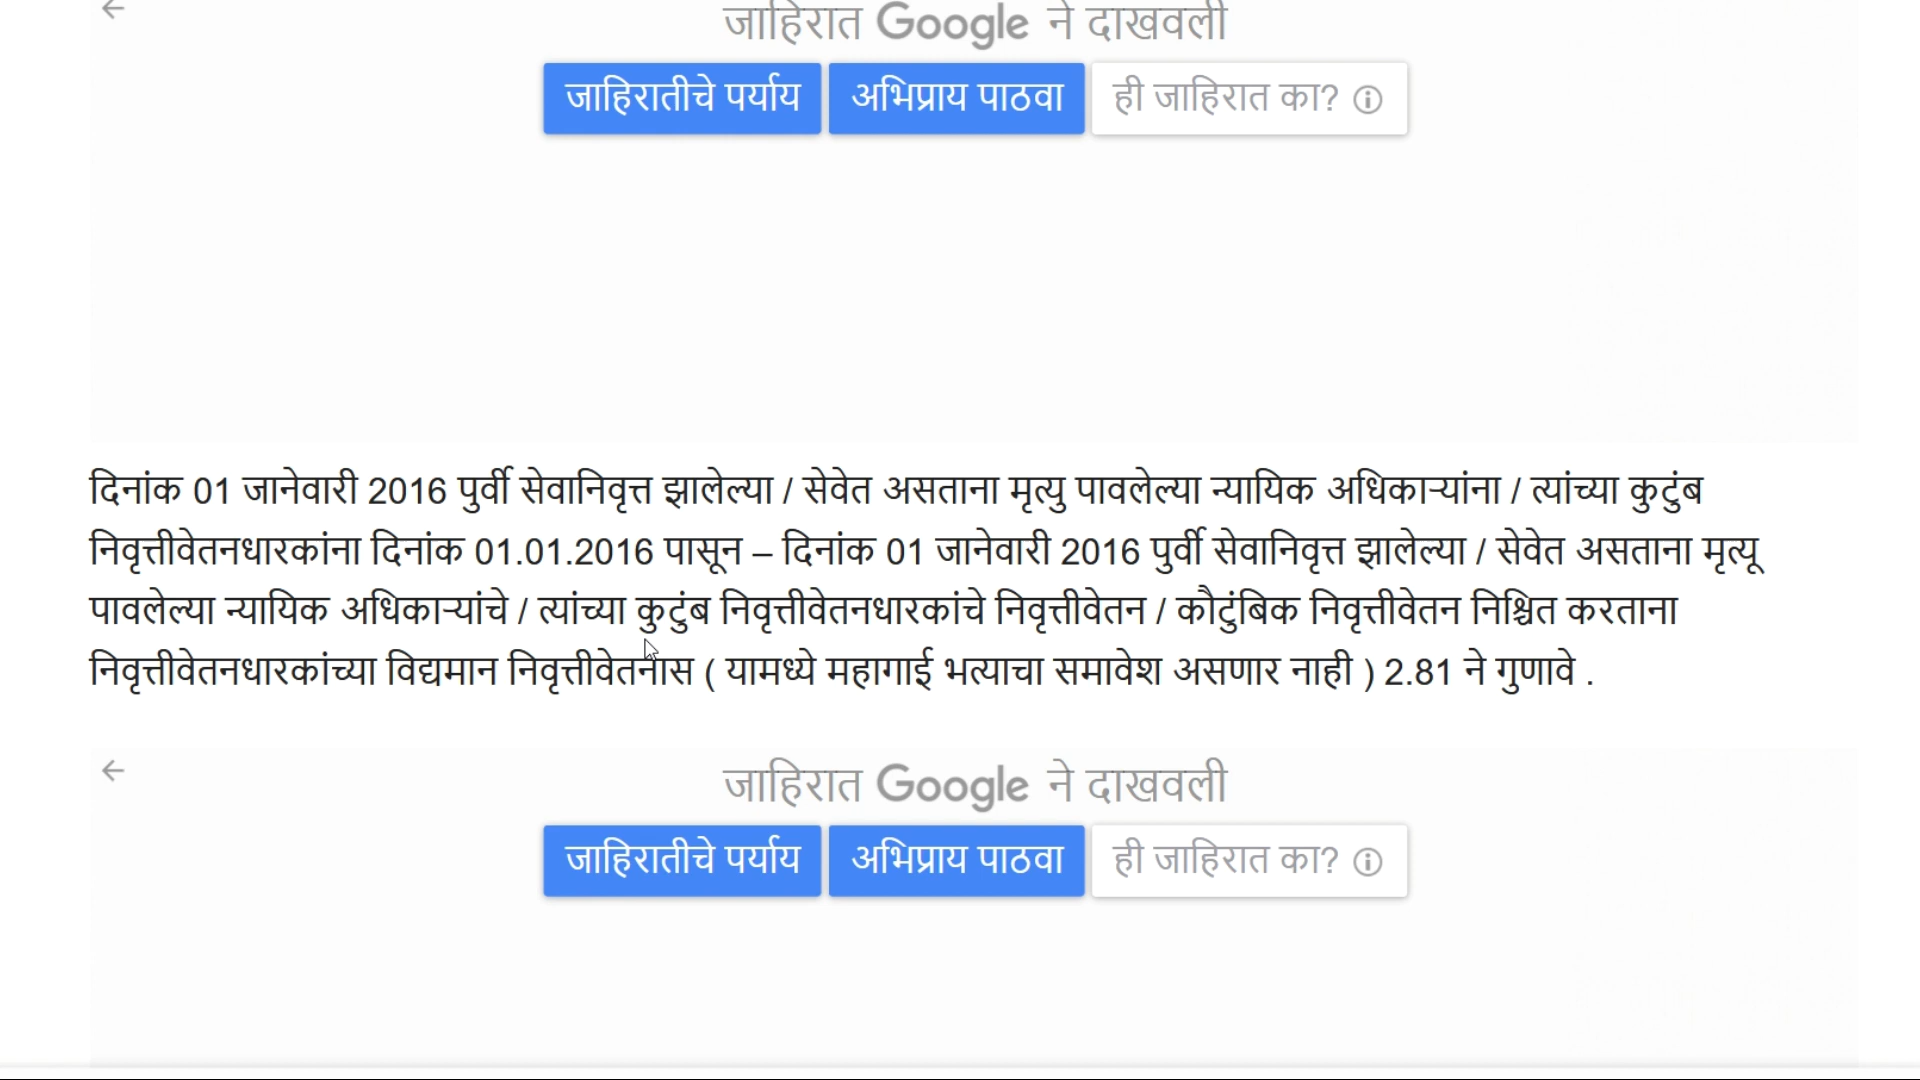 जाहिरात Google ने दाखवली
जाहिरातीचे पर्याय अभिप्राय पाठवा ही जाहिरात का?
दिनांक 01 जानेवारी 2016 पुर्वी सेवानिवृत्त झालेल्या / सेवेत असताना मृत्यु पावलेल्या न्यायिक अधिकाऱ्यांना / त्यांच्या कुटुंब
निवृत्तीवेतनधारकांना दिनांक 01.01.2016 पासून – दिनांक 01 जानेवारी 2016 पुर्वी सेवानिवृत्त झालेल्या / सेवेत असताना मृत्यू
पावलेल्या न्यायिक अधिकाऱ्यांचे / त्यांच्या कुटुंब निवृत्तीवेतनधारकांचे निवृत्तीवेतन / कौटुंबिक निवृत्तीवेतन निश्चित करताना
निवृत्तीवेतनधारकांच्या विद्यमान निवृत्तीवेतनास ( यामध्ये महागाई भत्याचा समावेश असणार नाही ) 2.81 ने गुणावे .
जाहिरात Google ने दाखवली
जाहिरातीचे पर्याय अभिप्राय पाठवा ही जाहिरात का?